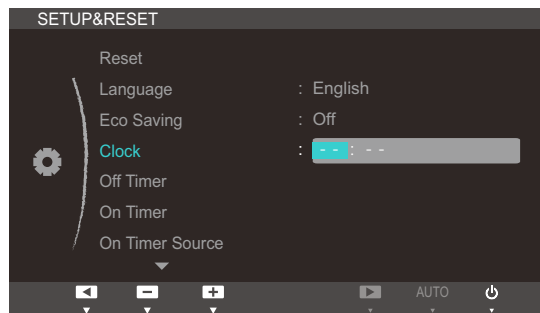 SETUP&RESET
Reset
Language : English
Eco Saving : Off
Clock : - - : - -
Off Timer
On Timer
On Timer Source
AUTO